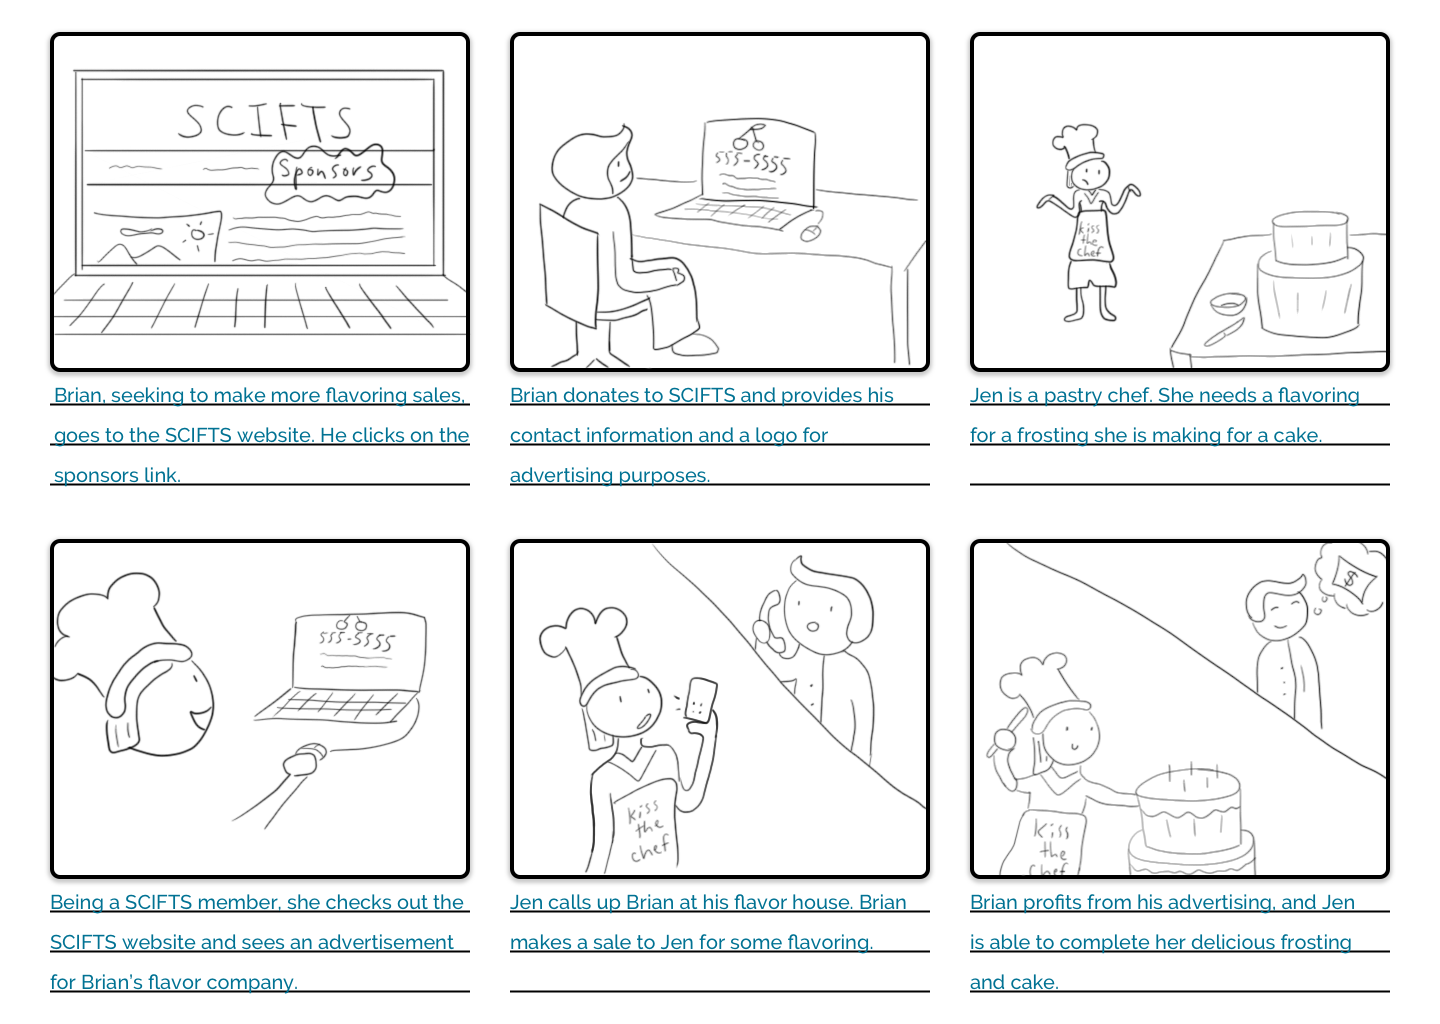 SCIFTS
Sponsors
Brian, seeking to make more flavoring sales,
goes to the SCIFTS website. He clicks on the
sponsors link.
555-5555
Brian donates to SCIFTS and provides his
contact information and a logo for
advertising purposes.
kiss
the
chef
Jen is a pastry chef. She needs a flavoring
for a frosting she is making for a cake.
555-5555
Being a SCIFTS member, she checks out the
SCIFTS website and sees an advertisement
for Brian's flavor company.
kiss
the
chef
Jen calls up Brian at his flavor house. Brian
makes a sale to Jen for some flavoring.
$
kiss
the
chef
Brian profits from his advertising, and Jen
is able to complete her delicious frosting
and cake.